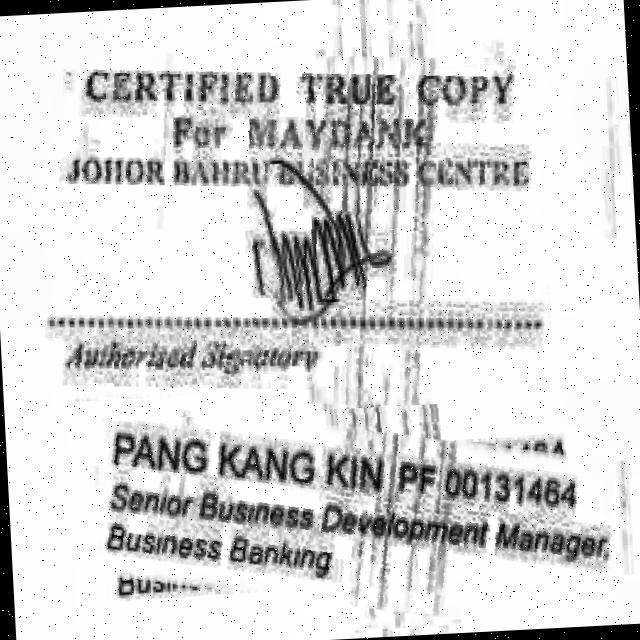 CERTIFIED TRUE COPY
For MAYBANK
JOHOR BAHRU BUSINESS CENTRE
Authorised Signatory
PANG KANG KIN PF 00131464
Senior Business Development Manager
Business Banking